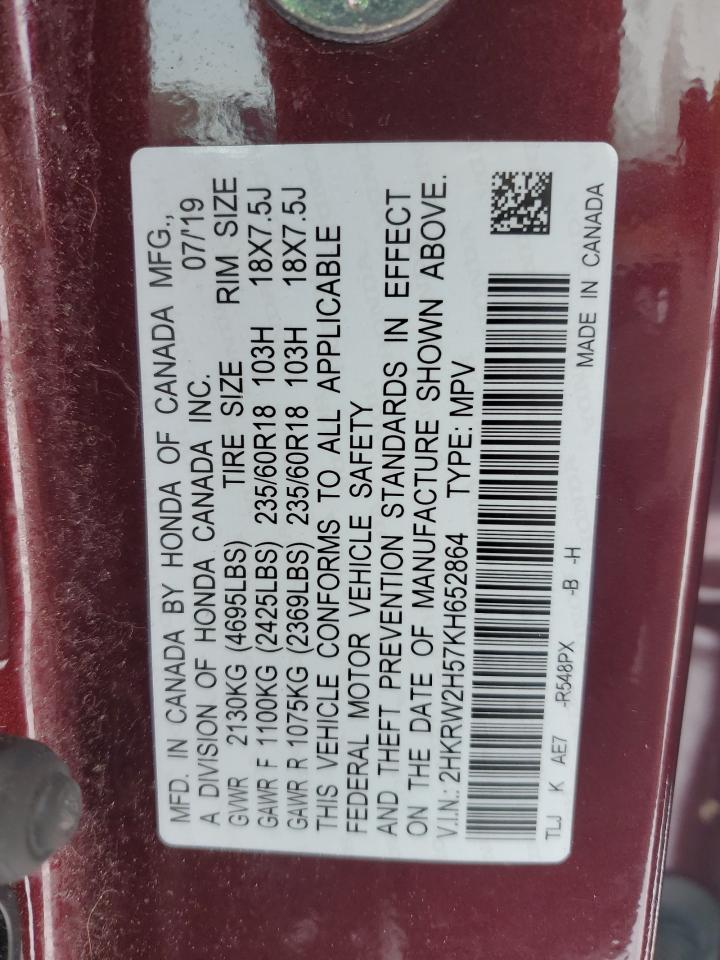 MFD. IN CANADA BY HONDA OF CANADA MFG.,
A DIVISION OF HONDA CANADA INC. 07/'19
GVWR 2130KG (4695LBS) TIRE SIZE RIM SIZE
GAWR F 1100KG (2425LBS) 235/60R18 103H 18X7.5J
GAWR R 1075KG (2369LBS) 235/60R18 103H 18X7.5J
THIS VEHICLE CONFORMS TO ALL APPLICABLE
FEDERAL MOTOR VEHICLE SAFETY
AND THEFT PREVENTION STANDARDS IN EFFECT
ON THE DATE OF MANUFACTURE SHOWN ABOVE.
V.I.N.: 2HKRW2H57KH652864 TYPE: MPV
TLJ K AE7 -R548PX -B -H
MADE IN CANADA